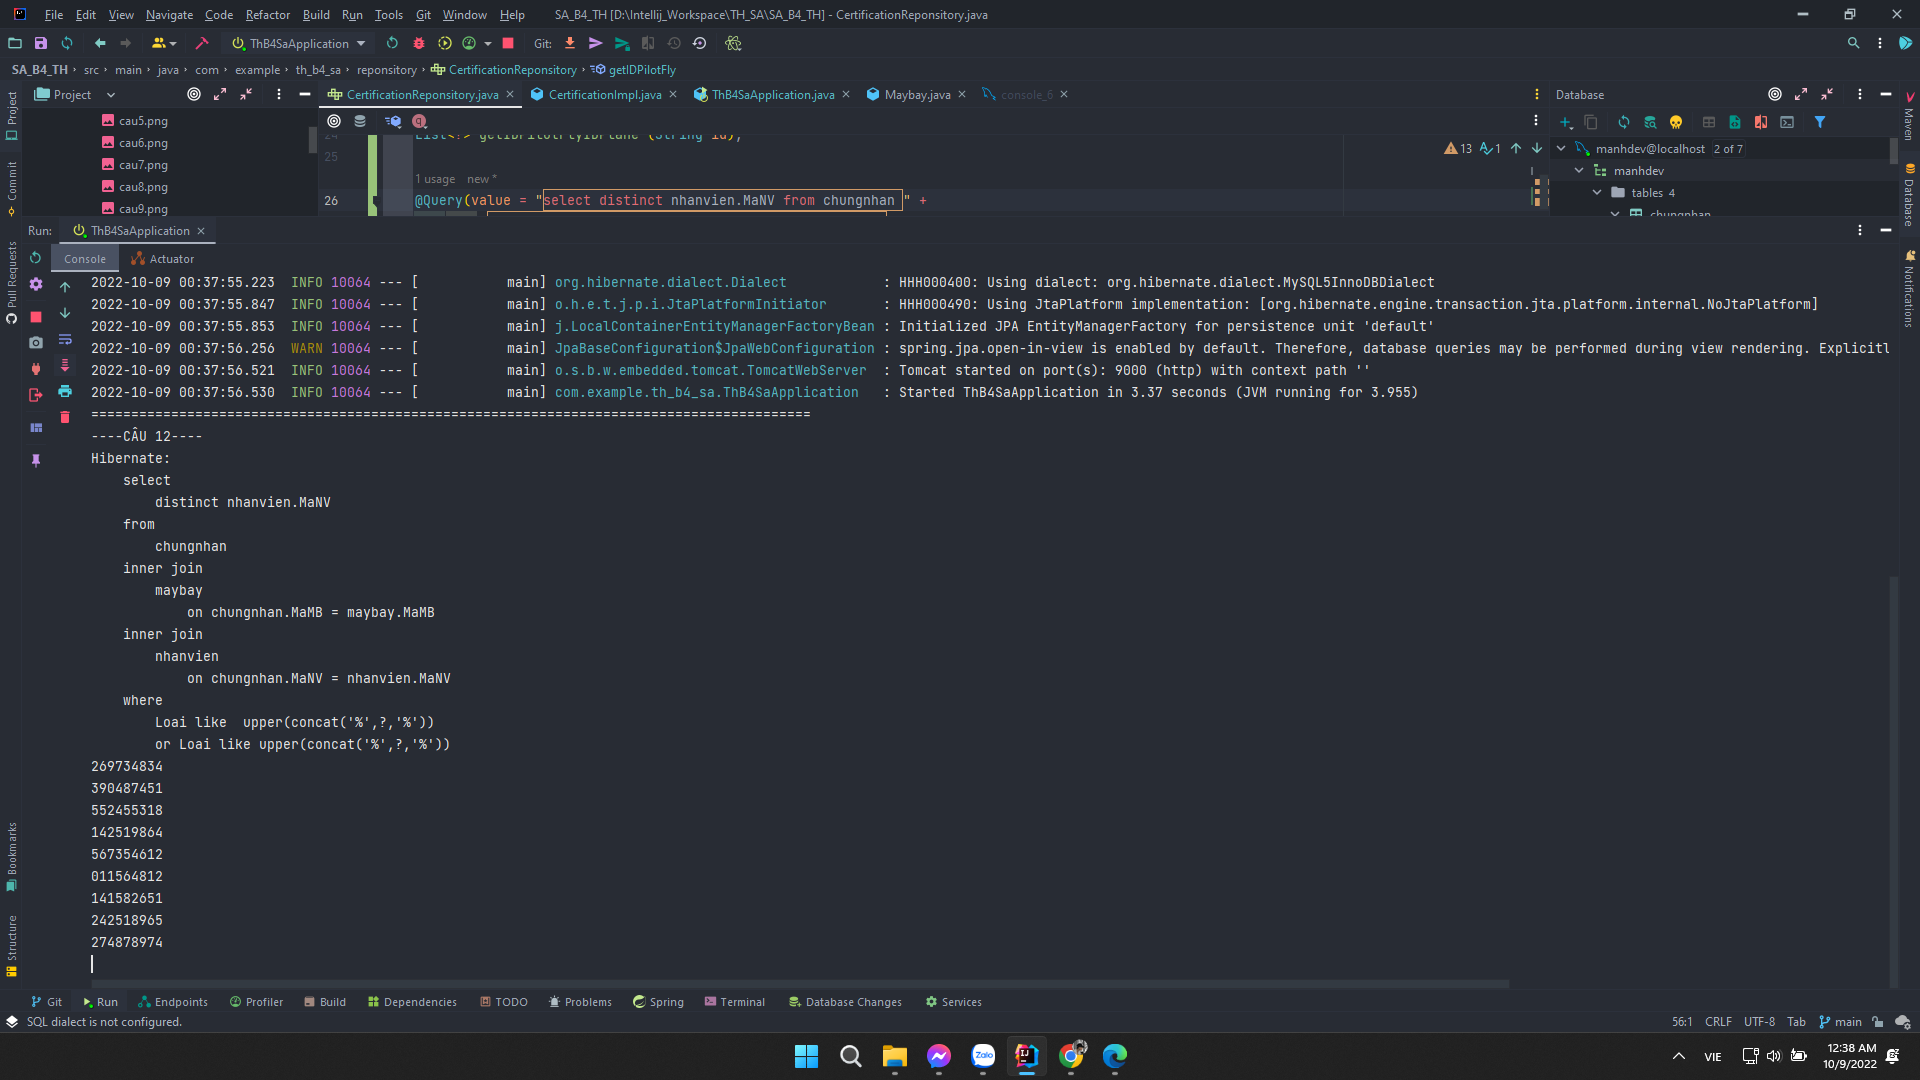 File Edit View Navigate Code Refactor Build Run Tools Git Window Help SA_B4_TH [D:\Intellij_Workspace\TH_SA\SA_B4_TH] - CertificationReponsitory.java
ThB4SaApplication Git:
SA_B4_TH › src › main › java › com › example › th_b4_sa › reponsitory › CertificationReponsitory › getIDPilotFly
Project CertificationReponsitory.java CertificationImpl.java ThB4SaApplication.java Maybay.java console_6 Database
cau5.png
cau6.png
cau7.png
cau8.png
cau9.png
24 List<?> getIDPilotFlyIDPlane (String id);
25
1 usage new *
26 @Query(value = "select distinct nhanvien.MaNV from chungnhan " +
13 1
manhdev@localhost 2 of 7
manhdev
tables 4
chungnhan
Run: ThB4SaApplication
Console Actuator
2022-10-09 00:37:55.223 INFO 10064 --- [ main] org.hibernate.dialect.Dialect : HHH000400: Using dialect: org.hibernate.dialect.MySQL5InnoDBDialect
2022-10-09 00:37:55.847 INFO 10064 --- [ main] o.h.e.t.j.p.i.JtaPlatformInitiator : HHH000490: Using JtaPlatform implementation: [org.hibernate.engine.transaction.jta.platform.internal.NoJtaPlatform]
2022-10-09 00:37:55.853 INFO 10064 --- [ main] j.LocalContainerEntityManagerFactoryBean : Initialized JPA EntityManagerFactory for persistence unit 'default'
2022-10-09 00:37:56.256 WARN 10064 --- [ main] JpaBaseConfiguration$JpaWebConfiguration : spring.jpa.open-in-view is enabled by default. Therefore, database queries may be performed during view rendering. Explicitl
2022-10-09 00:37:56.521 INFO 10064 --- [ main] o.s.b.w.embedded.tomcat.TomcatWebServer : Tomcat started on port(s): 9000 (http) with context path ''
2022-10-09 00:37:56.530 INFO 10064 --- [ main] com.example.th_b4_sa.ThB4SaApplication : Started ThB4SaApplication in 3.37 seconds (JVM running for 3.955)
==========================================================================================
----CÂU 12----
Hibernate:
select
distinct nhanvien.MaNV
from
chungnhan
inner join
maybay
on chungnhan.MaMB = maybay.MaMB
inner join
nhanvien
on chungnhan.MaNV = nhanvien.MaNV
where
Loai like upper(concat('%',?,'%'))
or Loai like upper(concat('%',?,'%'))
269734834
390487451
552455318
142519864
567354612
011564812
141582651
242518965
274878974
Project
Commit
Pull Requests
Bookmarks
Structure
Maven
Database
Notifications
Git Run Endpoints Profiler Build Dependencies TODO Problems Spring Terminal Database Changes Services
SQL dialect is not configured. 56:1 CRLF UTF-8 Tab main
Zalo VIE 12:38 AM
10/9/2022